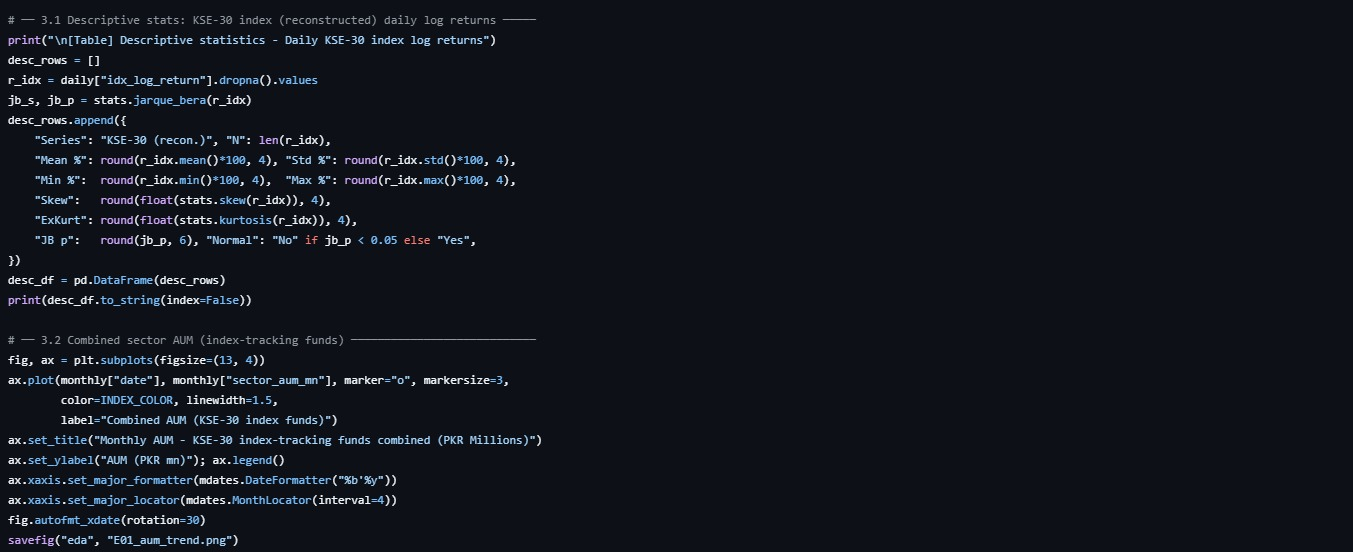 # ── 3.1 Descriptive stats: KSE-30 index (reconstructed) daily log returns ─────
print("\n[Table] Descriptive statistics - Daily KSE-30 index log returns")
desc_rows = []
r_idx = daily["idx_log_return"].dropna().values
jb_s, jb_p = stats.jarque_bera(r_idx)
desc_rows.append({
    "Series": "KSE-30 (recon.)", "N": len(r_idx),
    "Mean %": round(r_idx.mean()*100, 4), "Std %": round(r_idx.std()*100, 4),
    "Min %":  round(r_idx.min()*100, 4),  "Max %": round(r_idx.max()*100, 4),
    "Skew":   round(float(stats.skew(r_idx)), 4),
    "ExKurt": round(float(stats.kurtosis(r_idx)), 4),
    "JB p":   round(jb_p, 6), "Normal": "No" if jb_p < 0.05 else "Yes",
})
desc_df = pd.DataFrame(desc_rows)
print(desc_df.to_string(index=False))

# ── 3.2 Combined sector AUM (index-tracking funds) ────────────────────────────
fig, ax = plt.subplots(figsize=(13, 4))
ax.plot(monthly["date"], monthly["sector_aum_mn"], marker="o", markersize=3,
        color=INDEX_COLOR, linewidth=1.5,
        label="Combined AUM (KSE-30 index funds)")
ax.set_title("Monthly AUM - KSE-30 index-tracking funds combined (PKR Millions)")
ax.set_ylabel("AUM (PKR mn)"); ax.legend()
ax.xaxis.set_major_formatter(mdates.DateFormatter("%b'%y"))
ax.xaxis.set_major_locator(mdates.MonthLocator(interval=4))
fig.autofmt_xdate(rotation=30)
savefig("eda", "E01_aum_trend.png")